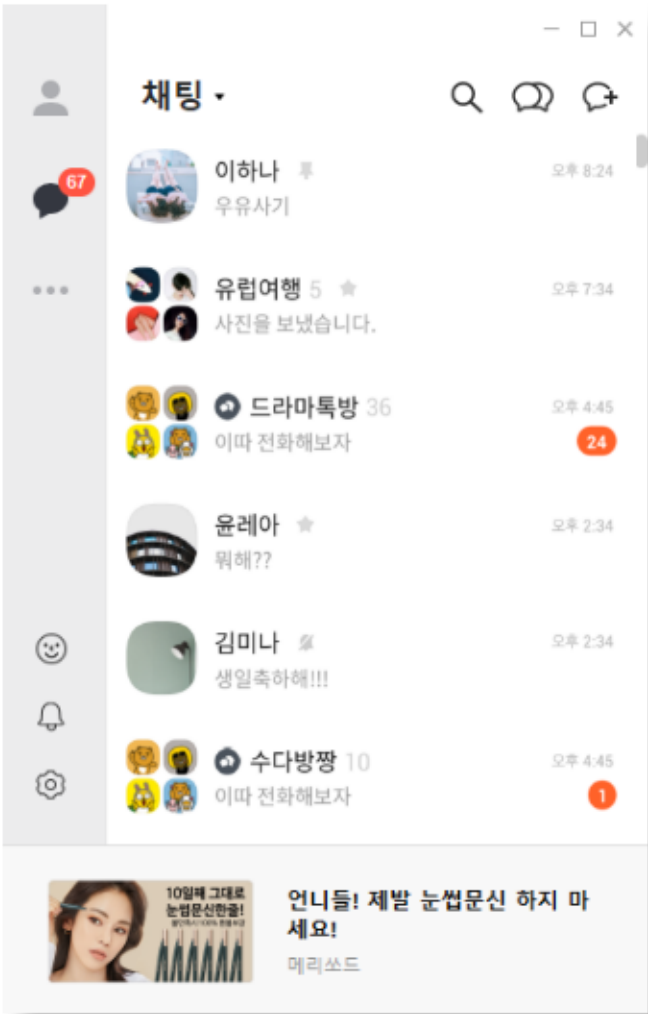 채팅
67
이하나
오후 8:24
우유사기
유럽여행 5
오후 7:34
사진을 보냈습니다.
드라마톡방 36
오후 4:45
이따 전화해보자
24
윤레아
오후 2:34
뭐해??
김미나
오후 2:34
생일축하해!!!
수다방짱 10
오후 4:45
이따 전화해보자
1
10일째 그대로
눈썹문신한줄!
언니들! 제발 눈썹문신 하지 마
세요!
메리쏘드